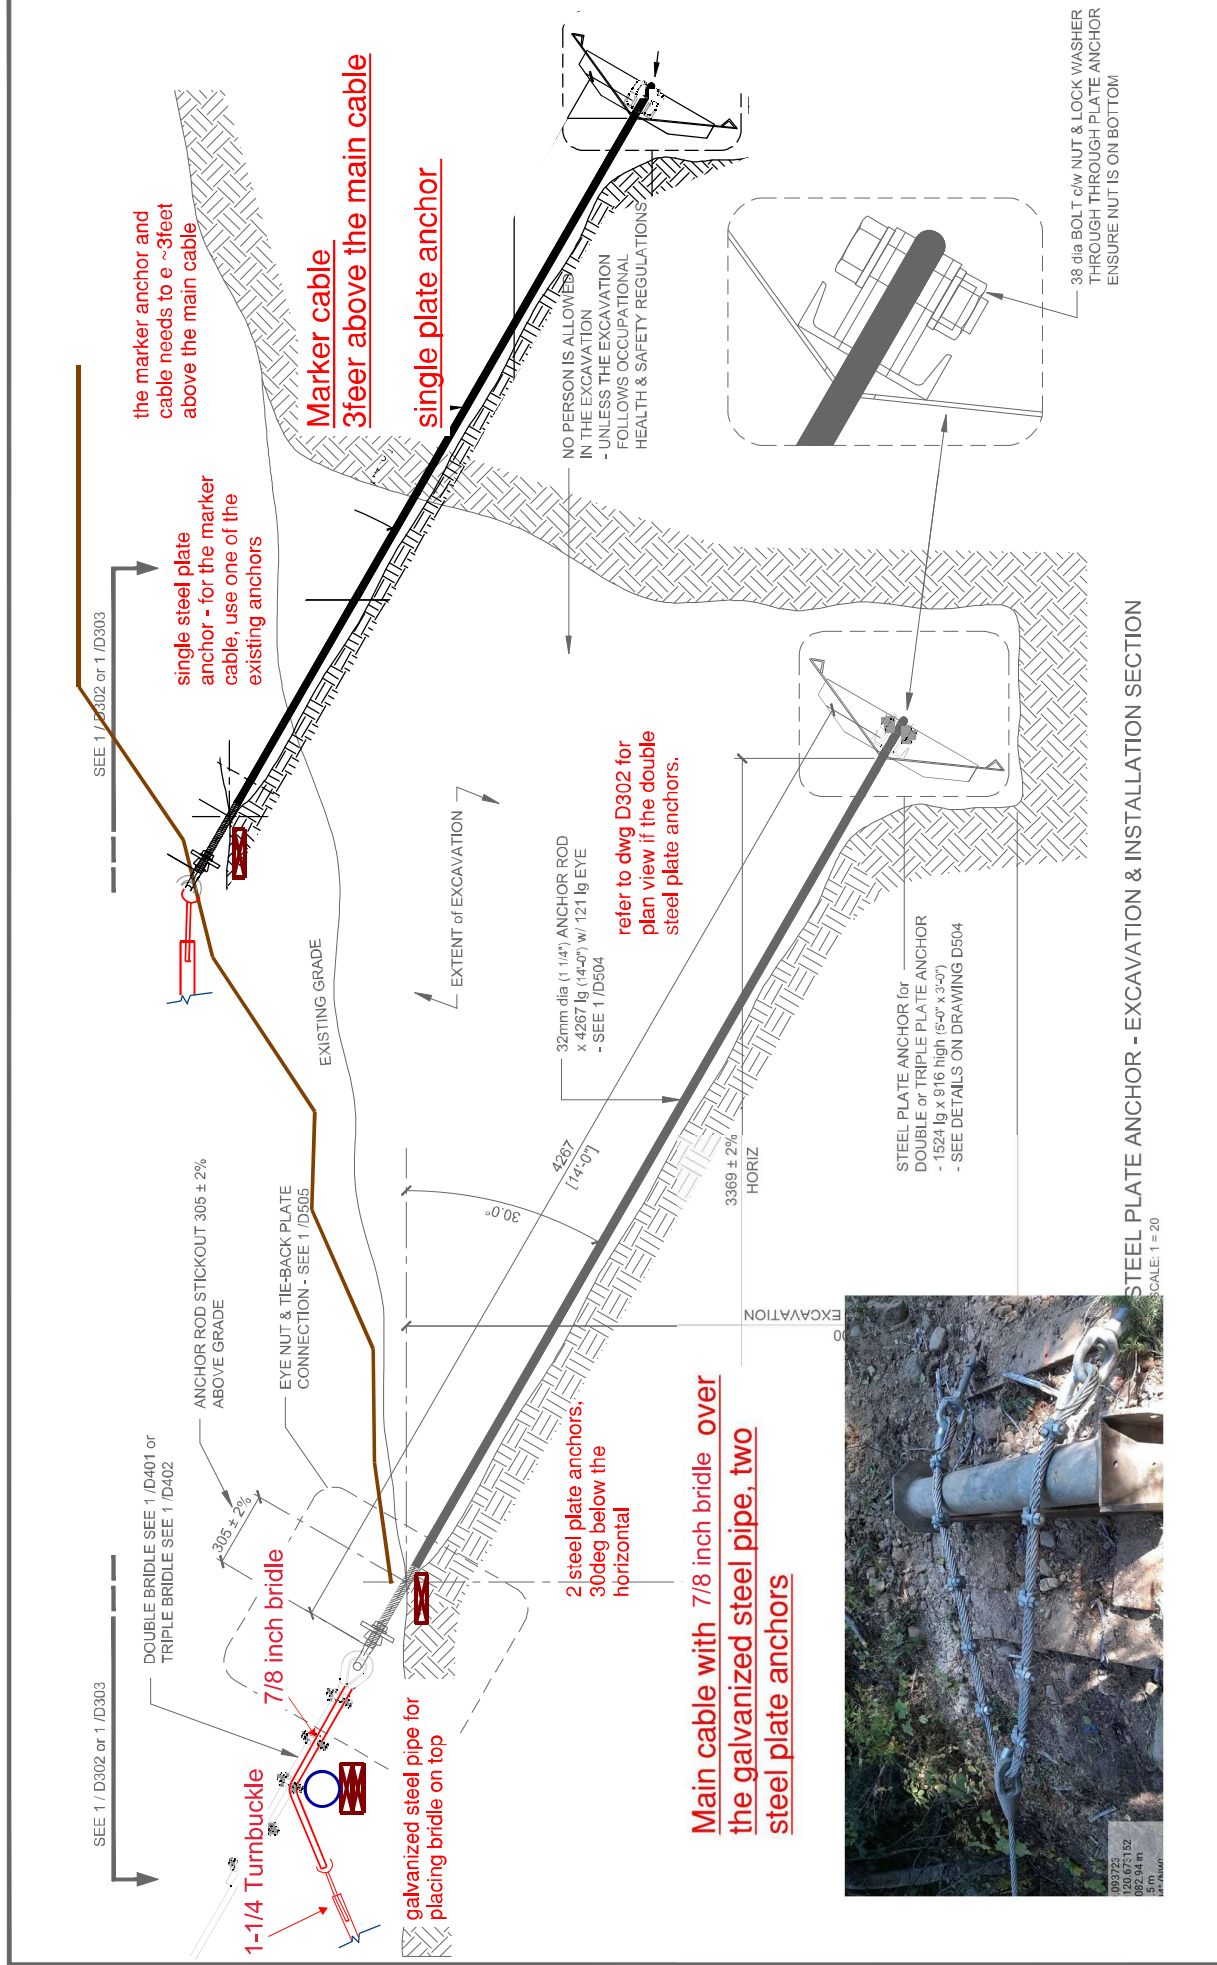 SEE 1 / D302 or 1 /D303
DOUBLE BRIDLE SEE 1 /D401 or
TRIPLE BRIDLE SEE 1 /D402
ANCHOR ROD STICKOUT 305 ± 2%
ABOVE GRADE
305 ± 2%
EYE NUT & TIE-BACK PLATE
CONNECTION - SEE 1 /D505
1-1/4 Turnbuckle
7/8 inch bridle
galvanized steel pipe for
placing bridle on top
EXISTING GRADE
SEE 1 / D302 or 1 /D303
single steel plate
anchor - for the marker
cable, use one of the
existing anchors
the marker anchor and
cable needs to e ~3feet
above the main cable
Marker cable
3feer above the main cable
single plate anchor
EXTENT of EXCAVATION
NO PERSON IS ALLOWED
IN THE EXCAVATION
- UNLESS THE EXCAVATION
FOLLOWS OCCUPATIONAL
HEALTH & SAFETY REGULATIONS
30.0°
4267
[14'-0"]
32mm dia (1 1/4") ANCHOR ROD
x 4267 lg (14'-0") w/ 121 lg EYE
- SEE 1 /D504
refer to dwg D302 for
plan view if the double
steel plate anchors.
2 steel plate anchors,
30deg below the
horizontal
3369 ± 2%
HORIZ
EXCAVATION
00
Main cable with 7/8 inch bridle over
the galvanized steel pipe, two
steel plate anchors
STEEL PLATE ANCHOR for
DOUBLE or TRIPLE PLATE ANCHOR
- 1524 lg x 916 high (5'-0" x 3'-0")
- SEE DETAILS ON DRAWING D504
38 dia BOLT c/w NUT & LOCK WASHER
THROUGH THROUGH PLATE ANCHOR
ENSURE NUT IS ON BOTTOM
STEEL PLATE ANCHOR - EXCAVATION & INSTALLATION SECTION
SCALE: 1 = 20
.093723
120.673152
082.94 m
5 m